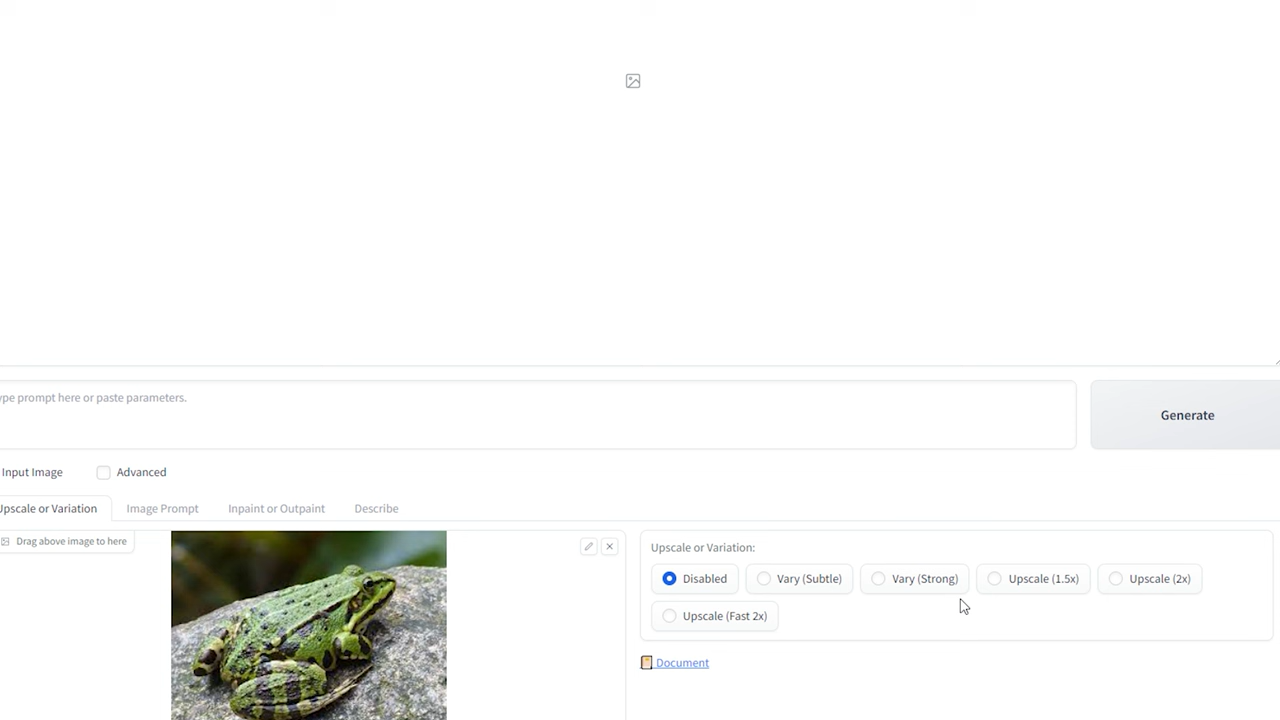 ype prompt here or paste parameters.
Generate
Input Image
Advanced
Upscale or Variation
Image Prompt
Inpaint or Outpaint
Describe
Drag above image to here
Upscale or Variation:
Disabled
Vary (Subtle)
Vary (Strong)
Upscale (1.5x)
Upscale (2x)
Upscale (Fast 2x)
Document